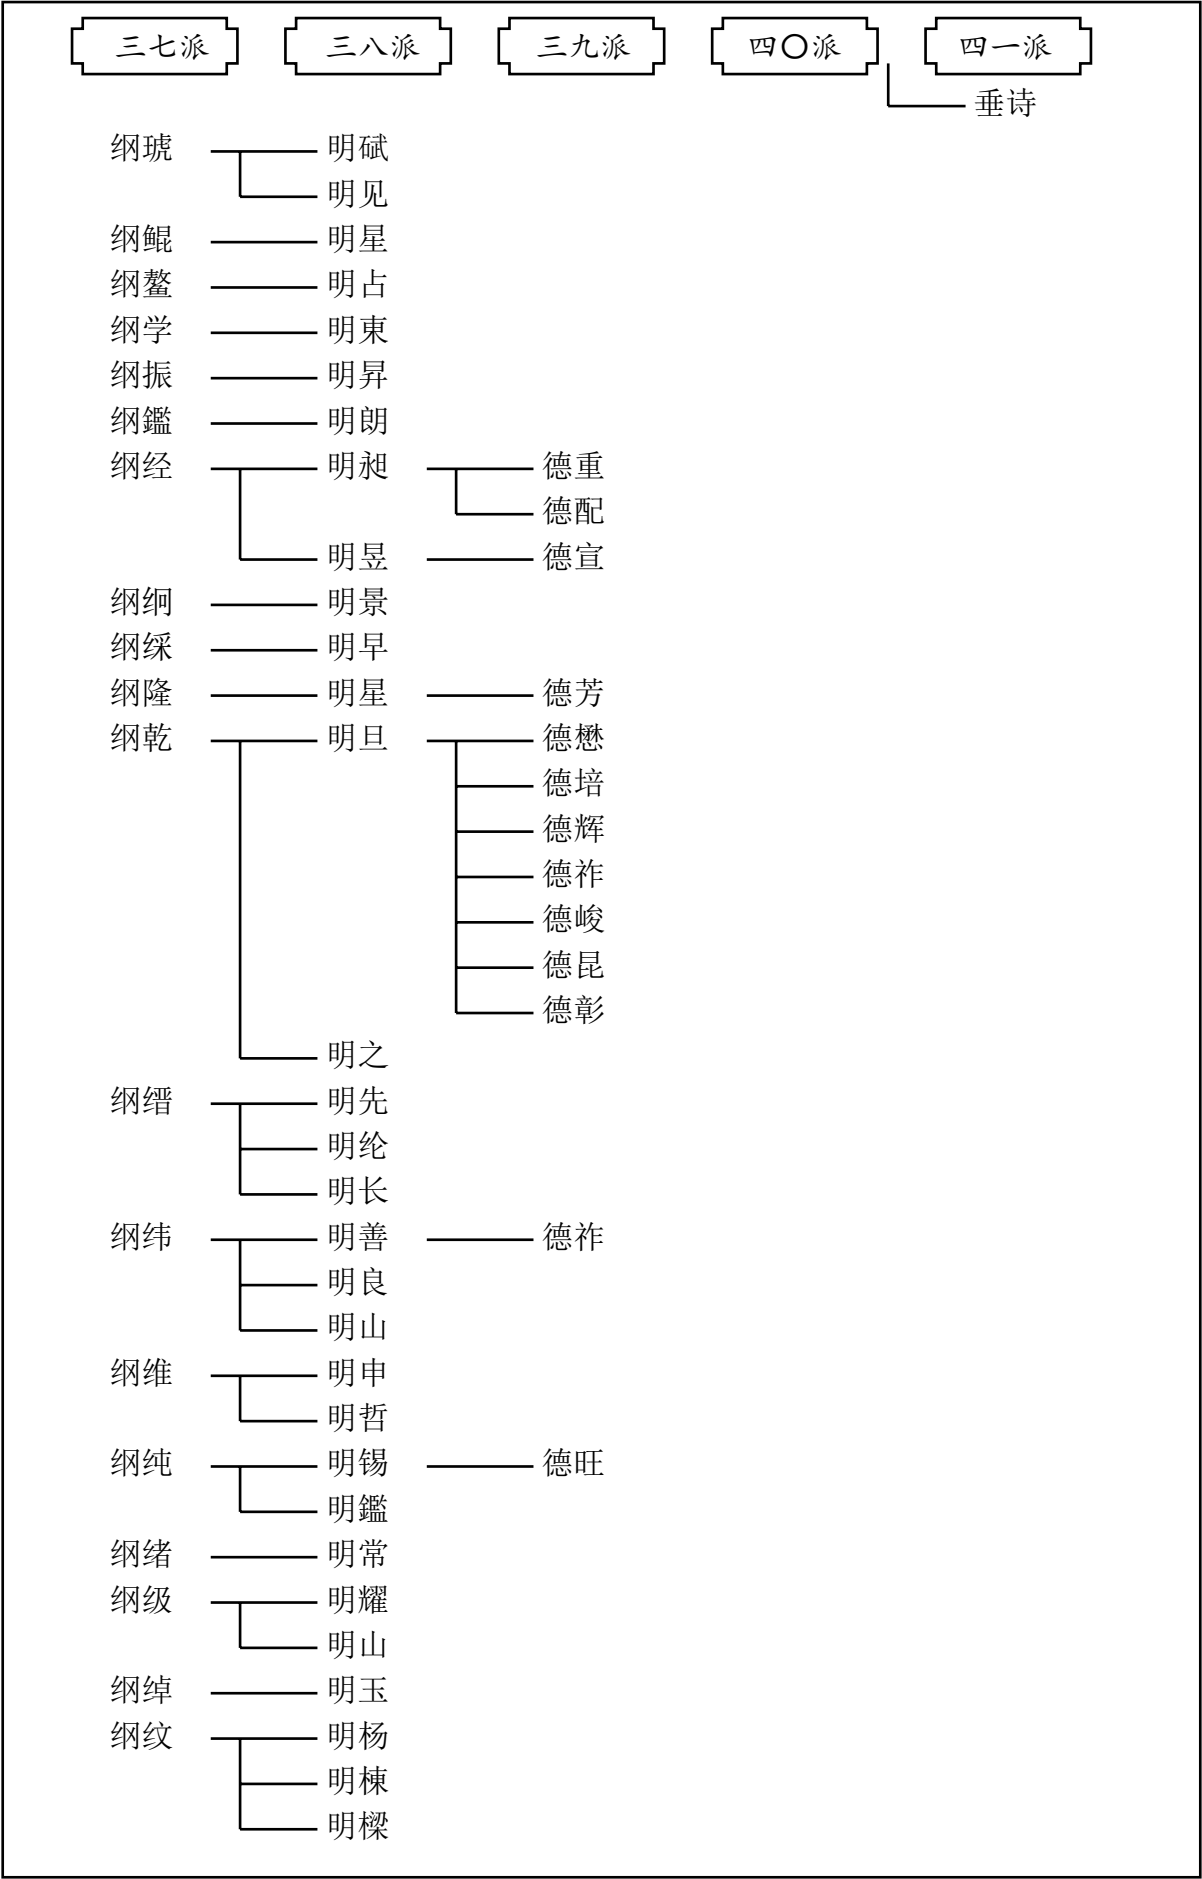 三七派 三八派 三九派 四〇派 四一派
垂诗
纲琥 明碔
明见
纲鲲 明星
纲鳌 明占
纲学 明東
纲振 明昇
纲鑑 明朗
纲经 明昶 德重
德配
明昱 德宣
纲䌹 明景
纲䌽 明早
纲隆 明星 德芳
纲乾 明旦 德懋
德培
德辉
德祚
德峻
德昆
德彰
明之
纲缙 明先
明纶
明长
纲纬 明善 德祚
明良
明山
纲维 明申
明哲
纲纯 明锡 德旺
明鑑
纲绪 明常
纲级 明耀
明山
纲绰 明玉
纲纹 明杨
明棟
明樑